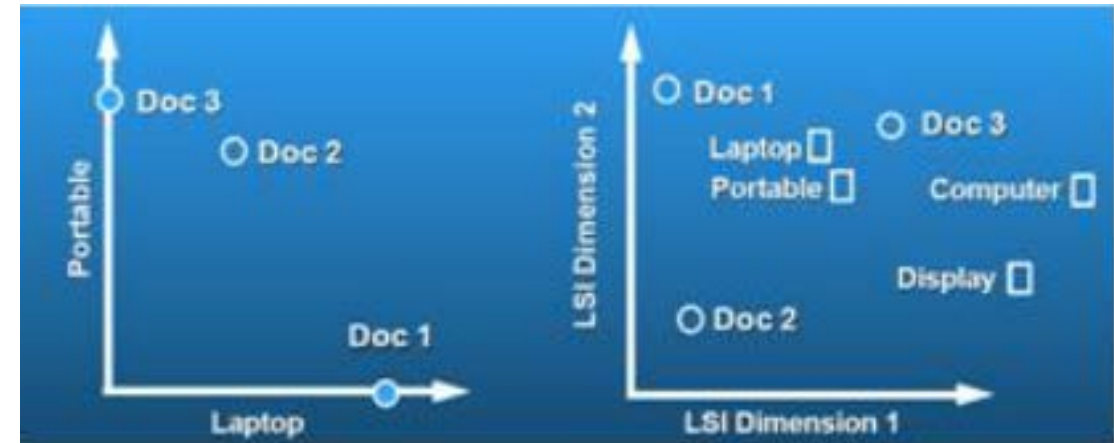 Doc 3
Doc 2
Portable
Doc 1
Laptop
Doc 1
Doc 3
Laptop
Portable
Computer
LSI Dimension 2
Display
Doc 2
LSI Dimension 1